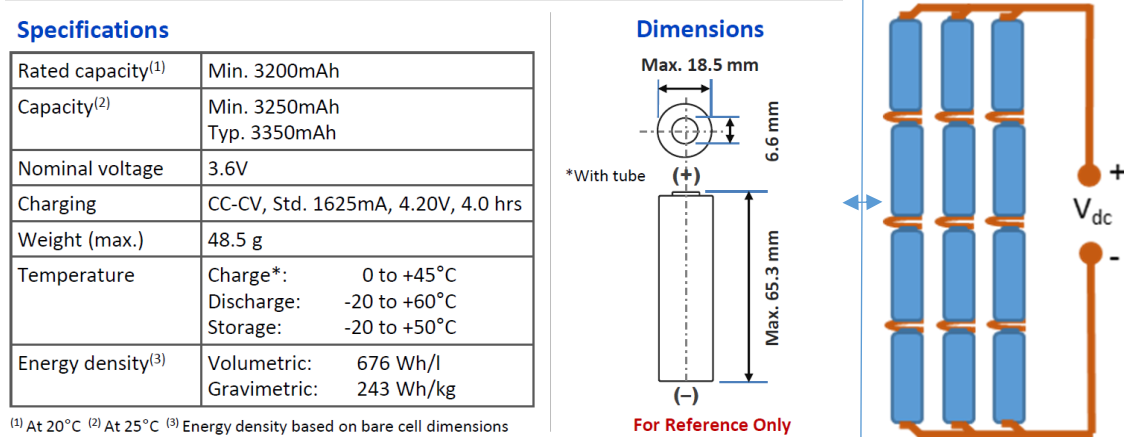 Specifications
Rated capacity(1) Min. 3200mAh
Capacity(2) Min. 3250mAh
Typ. 3350mAh
Nominal voltage 3.6V
Charging CC-CV, Std. 1625mA, 4.20V, 4.0 hrs
Weight (max.) 48.5 g
Temperature Charge*: 0 to +45°C
Discharge: -20 to +60°C
Storage: -20 to +50°C
Energy density(3) Volumetric: 676 Wh/l
Gravimetric: 243 Wh/kg
(1) At 20°C (2) At 25°C (3) Energy density based on bare cell dimensions
Dimensions
Max. 18.5 mm
6.6 mm
*With tube
(+)
Max. 65.3 mm
(–)
For Reference Only
+
Vdc
-